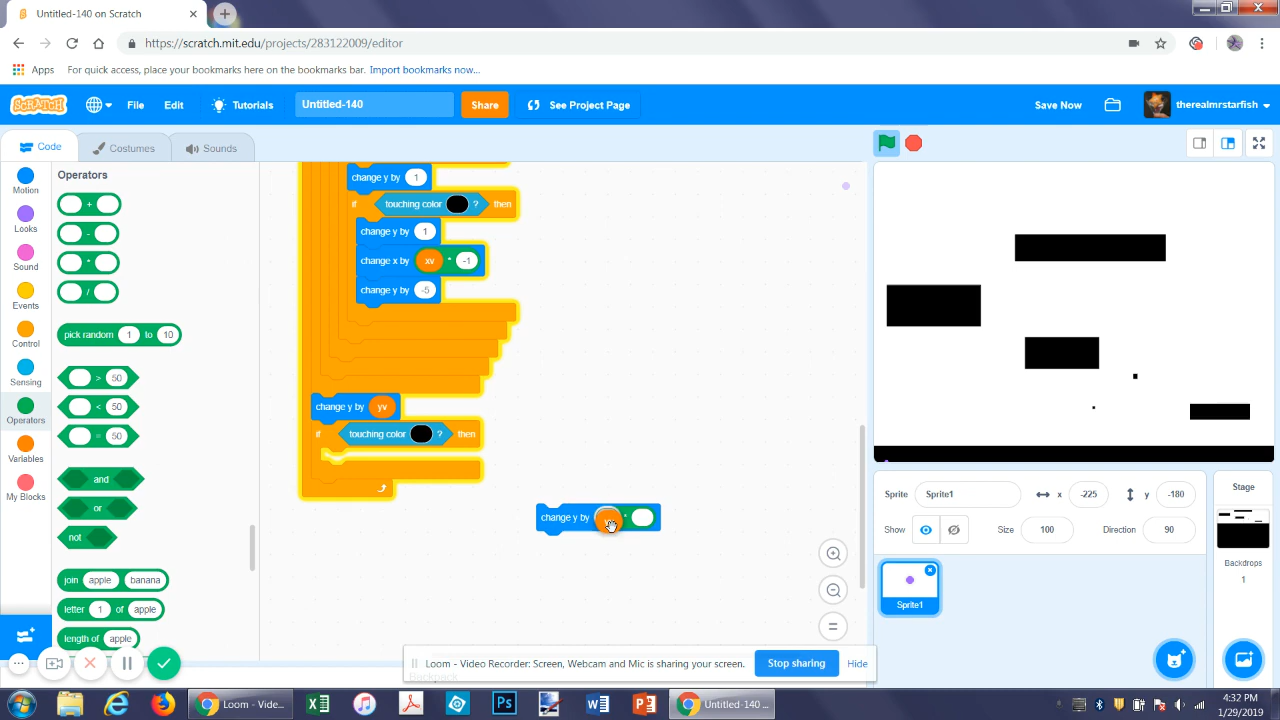 Untitled-140 on Scratch
https://scratch.mit.edu/projects/283122009/editor
Apps For quick access, place your bookmarks here on the bookmarks bar. Import bookmarks now...
SCRATCH File Edit Tutorials Untitled-140 Share See Project Page Save Now therealmrstarfish
Code Costumes Sounds
Motion
Looks
Sound
Events
Control
Sensing
Operators
Variables
My Blocks
Operators
+
-
*
/
pick random 1 to 10
> 50
< 50
= 50
and
or
not
join apple banana
letter 1 of apple
length of apple
change y by 1
if touching color ? then
change y by 1
change x by xv * -1
change y by -5
change y by yv
if touching color ? then
change y by *
Sprite Sprite1 x -225 y -180
Show Size 100 Direction 90
Sprite1
Stage
Backdrops
1
Loom - Video Recorder: Screen, Webcam and Mic is sharing your screen. Stop sharing Hide
Backpack
Loom - Vide...
Untitled-140 ...
4:32 PM
1/29/2019